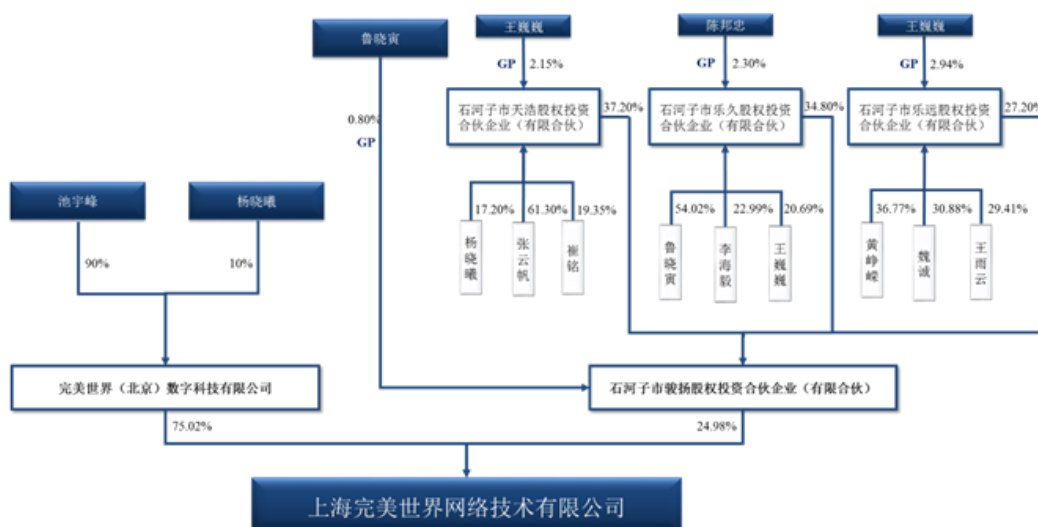 鲁晓寅
王巍巍
陈邦忠
王巍巍
GP
2.15%
GP
2.30%
GP
2.94%
石河子市天浩股权投资
合伙企业（有限合伙）
37.20%
石河子市乐久股权投资
合伙企业（有限合伙）
34.80%
石河子市乐远股权投资
合伙企业（有限合伙）
27.20%
0.80%
GP
池宇峰
杨晓曦
17.20%
61.30%
19.35%
54.02%
22.99%
20.69%
36.77%
30.88%
29.41%
杨晓曦
张云帆
崔铭
鲁晓寅
李海毅
王巍巍
黄峥嵘
魏诚
王雨云
90%
10%
完美世界（北京）数字科技有限公司
石河子市骏扬股权投资合伙企业（有限合伙）
75.02%
24.98%
上海完美世界网络技术有限公司